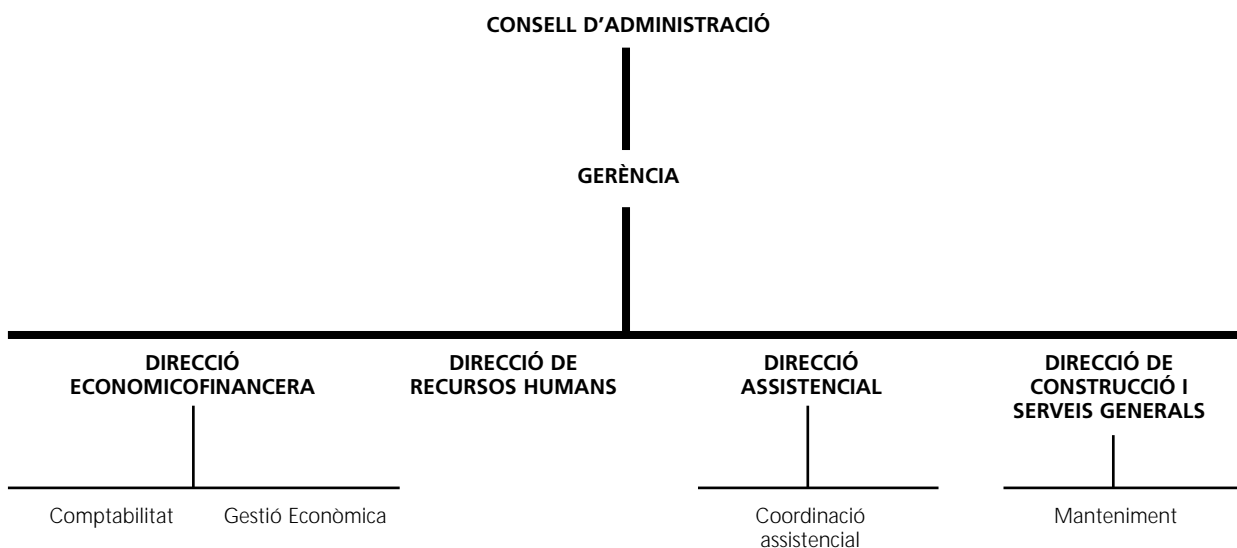 CONSELL D'ADMINISTRACIÓ
GERÈNCIA
DIRECCIÓ
ECONOMICOFINANCERA
DIRECCIÓ DE
RECURSOS HUMANS
DIRECCIÓ
ASSISTENCIAL
DIRECCIÓ DE
CONSTRUCCIÓ I
SERVEIS GENERALS
Comptabilitat
Gestió Econòmica
Coordinació
assistencial
Manteniment